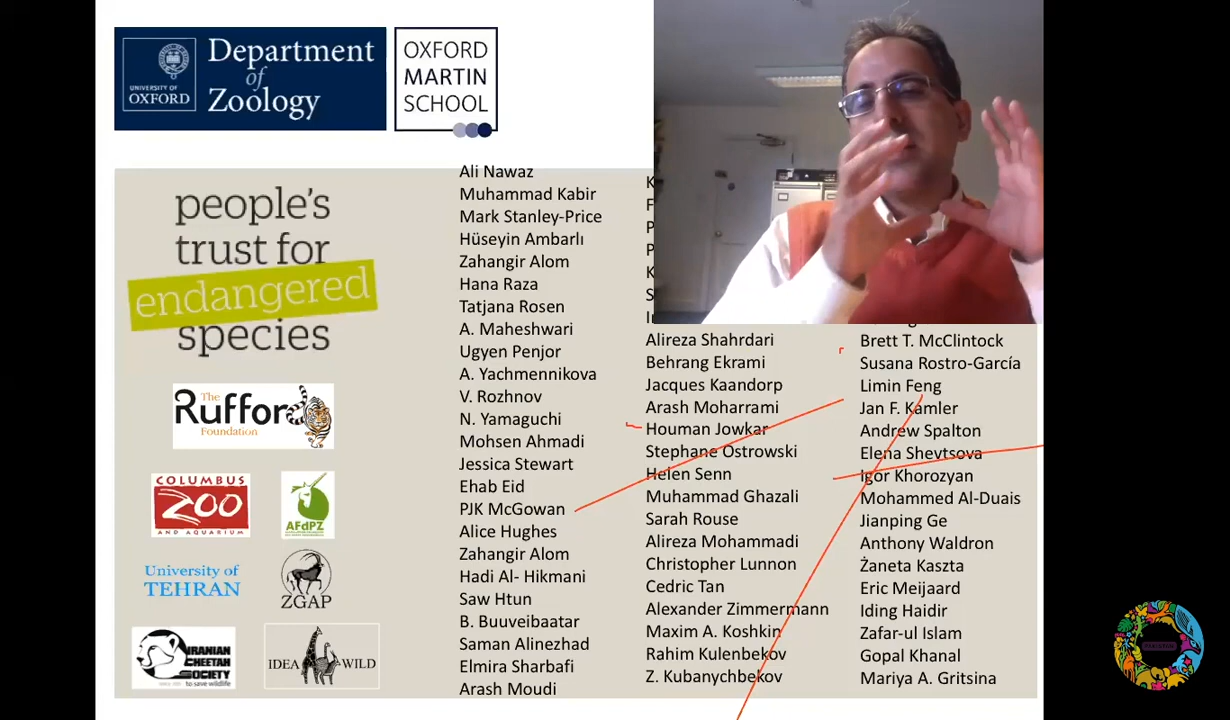 UNIVERSITY OF
OXFORD
Department
of
Zoology
OXFORD
MARTIN
SCHOOL
people's
trust for
endangered
species
The
Rufford
Foundation
COLUMBUS
ZOO
AND AQUARIUM
AFdPZ
University of
TEHRAN
ZGAP
IRANIAN
CHEETAH
SOCIETY
to save wildlife
IDEA WILD
Ali Nawaz
Muhammad Kabir
Mark Stanley-Price
Hüseyin Ambarlı
Zahangir Alom
Hana Raza
Tatjana Rosen
A. Maheshwari
Ugyen Penjor
A. Yachmennikova
V. Rozhnov
N. Yamaguchi
Mohsen Ahmadi
Jessica Stewart
Ehab Eid
PJK McGowan
Alice Hughes
Zahangir Alom
Hadi Al- Hikmani
Saw Htun
B. Buuveibaatar
Saman Alinezhad
Elmira Sharbafi
Arash Moudi
Alireza Shahrdari
Behrang Ekrami
Jacques Kaandorp
Arash Moharrami
Houman Jowkar
Stephane Ostrowski
Helen Senn
Muhammad Ghazali
Sarah Rouse
Alireza Mohammadi
Christopher Lunnon
Cedric Tan
Alexander Zimmermann
Maxim A. Koshkin
Rahim Kulenbekov
Z. Kubanychbekov
Brett T. McClintock
Susana Rostro-García
Limin Feng
Jan F. Kamler
Andrew Spalton
Elena Shevtsova
Igor Khorozyan
Mohammed Al-Duais
Jianping Ge
Anthony Waldron
Żaneta Kaszta
Eric Meijaard
Iding Haidir
Zafar-ul Islam
Gopal Khanal
Mariya A. Gritsina